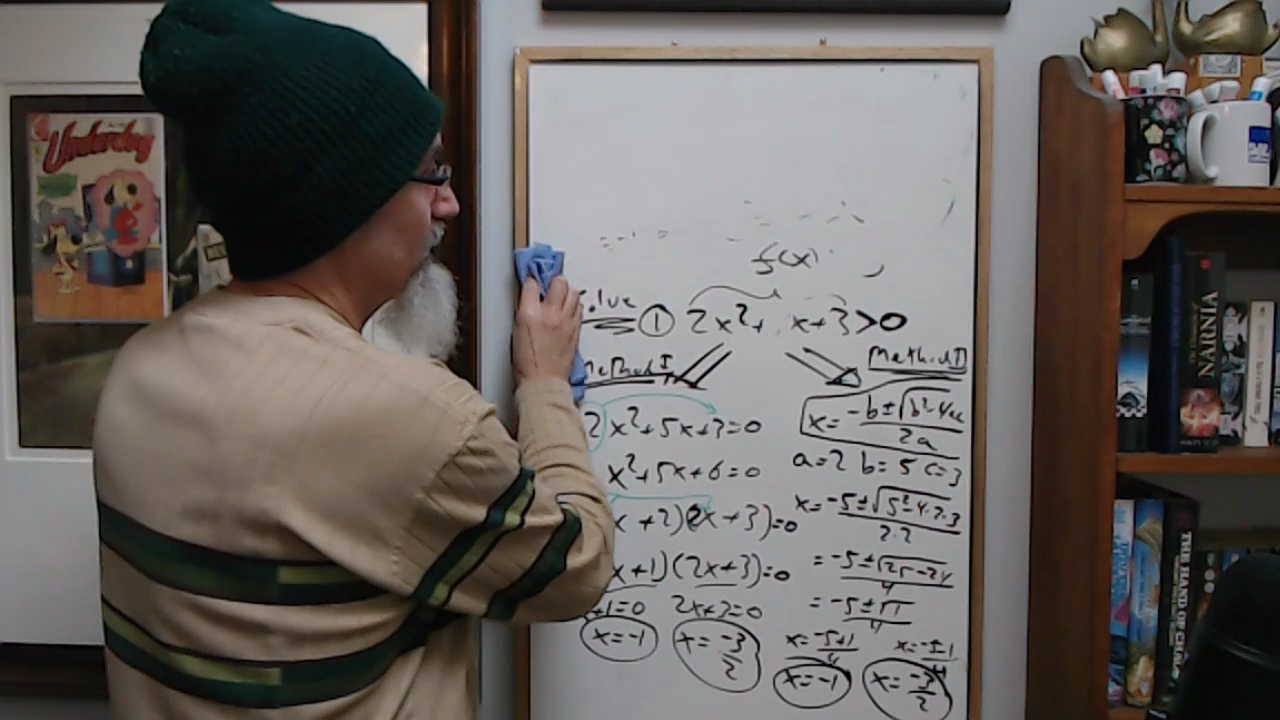 Underdog
f(x)
Solve ① 2x²+ x+3>0
Method I
Method II
2x²+5x+3=0
x²+5x+6=0
x+2)(2x+3)=0
x+1)(2x+3)=0
x+1=0 2x+3=0
x=-1 x=-3/2
x= -b±√b²-4ac / 2a
a=2 b=5 c=3
x= -5±√5²-4·2·3 / 2·2
= -5±√25-24 / 4
= -5±√1 / 4
x= -5+1 / 4 x= -5-1 / 4
x=-1 x= -3/2
NARNIA
THE HAND OF